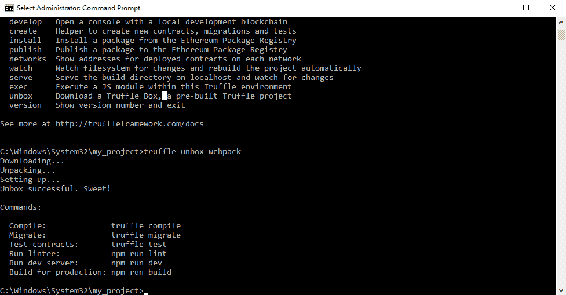 Select Administrator: Command Prompt
develop Open a console with a local development blockchain
create Helper to create new contracts, migrations and tests
install Install a package from the Ethereum Package Registry
publish Publish a package to the Ethereum Package Registry
networks Show addresses for deployed contracts on each network
watch Watch filesystem for changes and rebuild the project automatically
serve Serve the build directory on localhost and watch for changes
exec Execute a JS module within this Truffle environment
unbox Download a Truffle Box, a pre-built Truffle project
version Show version number and exit
See more at http://truffleframework.com/docs
C:\Windows\System32\my_project>truffle unbox webpack
Downloading...
Unpacking...
Setting up...
Unbox successful. Sweet!
Commands:
Compile: truffle compile
Migrate: truffle migrate
Test contracts: truffle test
Run linter: npm run lint
Run dev server: npm run dev
Build for production: npm run build
C:\Windows\System32\my_project>